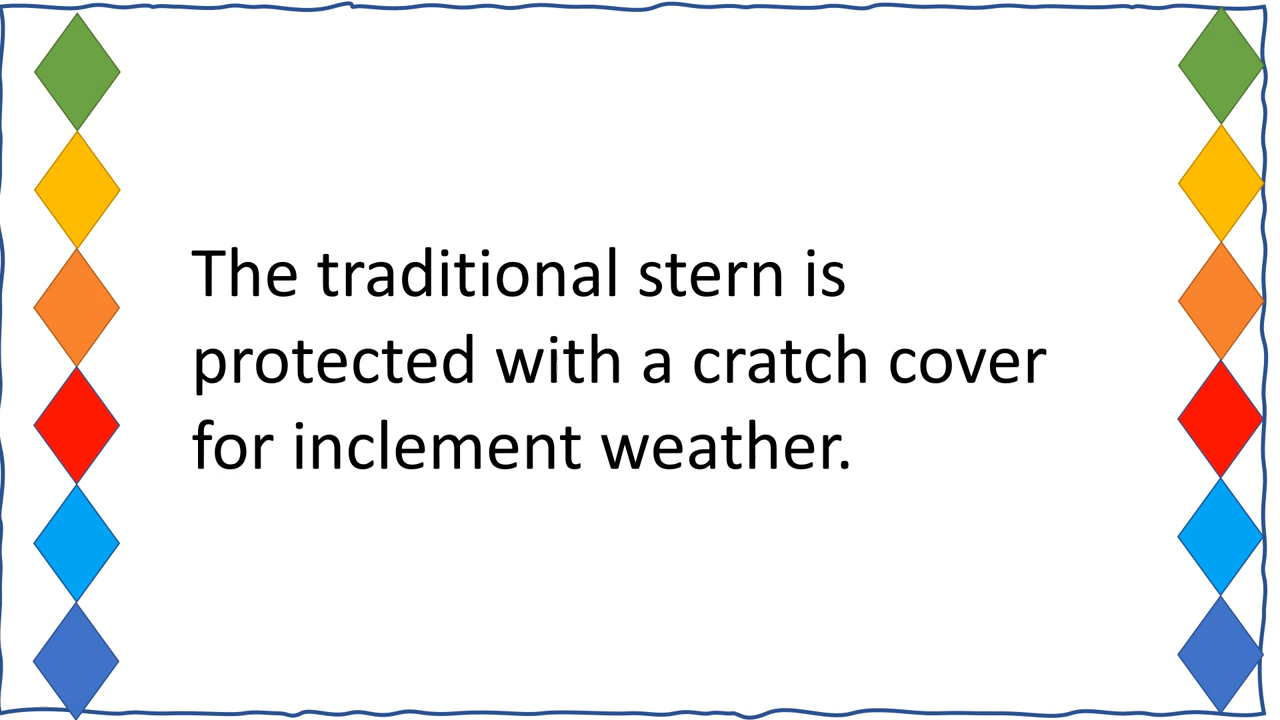 The traditional stern is
protected with a cratch cover
for inclement weather.